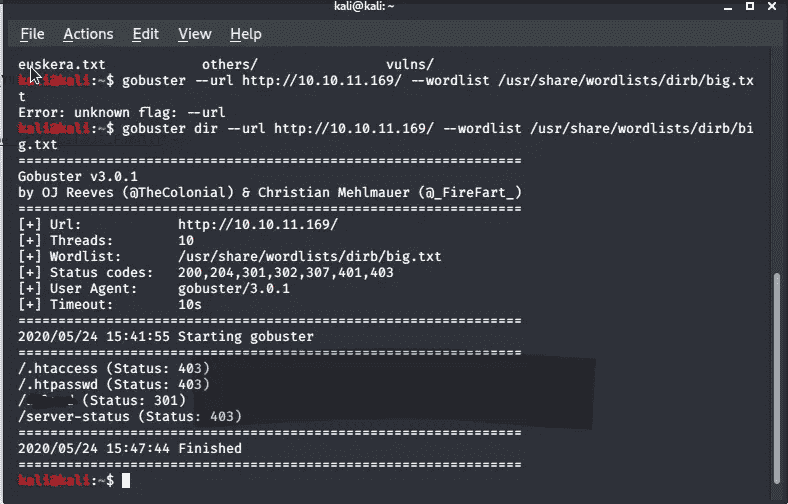 kali@kali: ~
File Actions Edit View Help
euskera.txt others/ vulns/
kali@kali:~$ gobuster --url http://10.10.11.169/ --wordlist /usr/share/wordlists/dirb/big.tx
t
Error: unknown flag: --url
kali@kali:~$ gobuster dir --url http://10.10.11.169/ --wordlist /usr/share/wordlists/dirb/bi
g.txt
===============================================================
Gobuster v3.0.1
by OJ Reeves (@TheColonial) & Christian Mehlmauer (@_FireFart_)
===============================================================
[+] Url: http://10.10.11.169/
[+] Threads: 10
[+] Wordlist: /usr/share/wordlists/dirb/big.txt
[+] Status codes: 200,204,301,302,307,401,403
[+] User Agent: gobuster/3.0.1
[+] Timeout: 10s
===============================================================
2020/05/24 15:41:55 Starting gobuster
===============================================================
/.htaccess (Status: 403)
/.htpasswd (Status: 403)
/ (Status: 301)
/server-status (Status: 403)
===============================================================
2020/05/24 15:47:44 Finished
===============================================================
kali@kali:~$